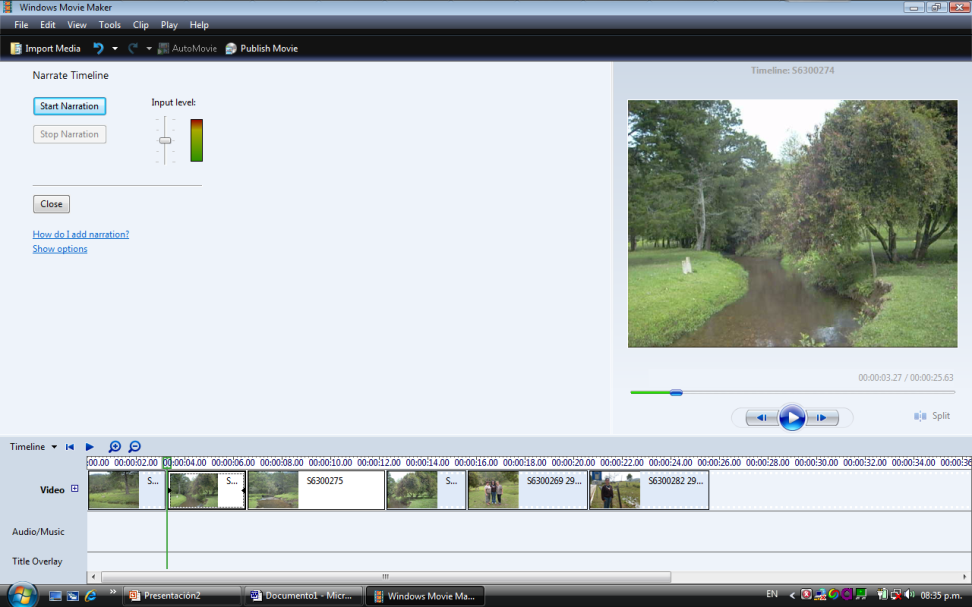 Windows Movie Maker
File Edit View Tools Clip Play Help
Import Media AutoMovie Publish Movie
Narrate Timeline
Timeline: S6300274
Start Narration
Input level:
Stop Narration
Close
How do I add narration?
Show options
00:00:03.27 / 00:00:25.63
Split
Timeline
00.00 00:00:02.00 00:00:04.00 00:00:06.00 00:00:08.00 00:00:10.00 00:00:12.00 00:00:14.00 00:00:16.00 00:00:18.00 00:00:20.00 00:00:22.00 00:00:24.00 00:00:26.00 00:00:28.00 00:00:30.00 00:00:32.00 00:00:34.00 00:00:36
S... S... S6300275 S... S6300269 29... S6300282 29...
Video
Audio/Music
Title Overlay
Presentación2 Documento1 - Micr... Windows Movie Ma... EN 08:35 p.m.